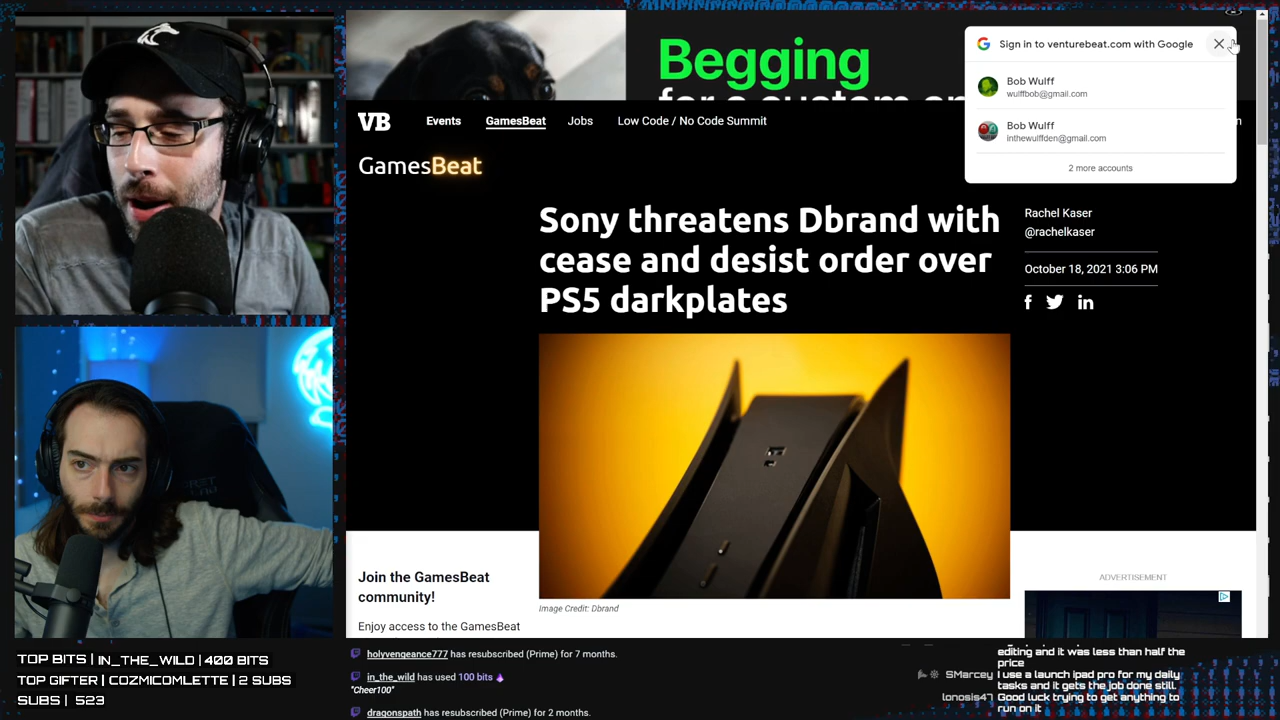 Begging
Sign in to venturebeat.com with Google
Bob Wulff
wulffbob@gmail.com
Bob Wulff
inthewulffden@gmail.com
2 more accounts
VB
Events
GamesBeat
Jobs
Low Code / No Code Summit
GamesBeat
Sony threatens Dbrand with
cease and desist order over
PS5 darkplates
Rachel Kaser
@rachelkaser
October 18, 2021 3:06 PM
Image Credit: Dbrand
Join the GamesBeat
community!
Enjoy access to the GamesBeat
ADVERTISEMENT
TOP BITS | IN_THE_WILD | 400 BITS
TOP GIFTER | COZMICOMLETTE | 2 SUBS
SUBS | 523
holyvengeance777 has resubscribed (Prime) for 7 months.
in_the_wild has used 100 bits
"Cheer100"
dragonspath has resubscribed (Prime) for 2 months.
editing and it was less than half the
price
SMarcey I use a launch ipad pro for my daily
tasks and it gets the job done still.
lonosis47 Good luck trying to get anything to
run on it